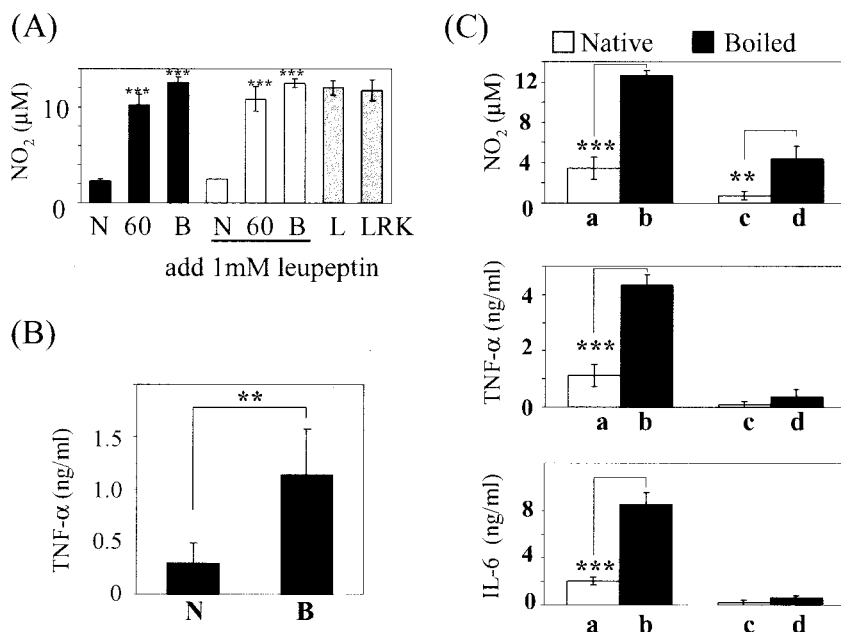 (A)
NO2 (µM)
10
0
*** *** *** ***
N 60 B N 60 B L LRK
add 1mM leupeptin
(B)
TNF-α (ng/ml)
1.5
1.0
0.5
0
**
N B
(C)
Native Boiled
NO2 (µM)
12
8
4
0
*** **
a b c d
TNF-α (ng/ml)
4
2
0
***
a b c d
IL-6 (ng/ml)
8
4
0
***
a b c d